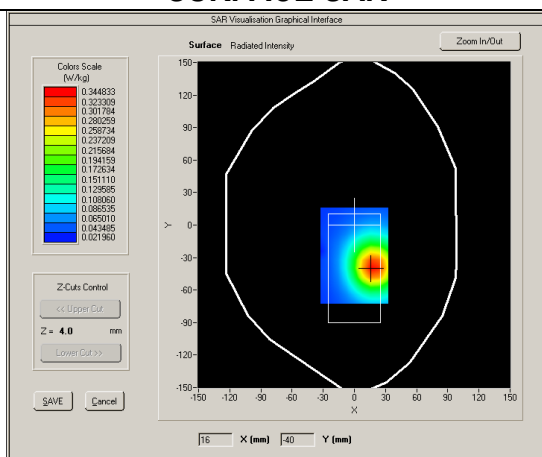 SURFACE SAR
SAR Visualisation Graphical Interface
Surface Radiated Intensity
Zoom In/Out
Colors Scale
(W/kg)
0.344833
0.323309
0.301784
0.280259
0.258734
0.237209
0.215684
0.194159
0.172634
0.151110
0.129585
0.108060
0.086535
0.065010
0.043485
0.021960
Z-Cuts Control
<< Upper Cut
Z = 4.0 mm
Lower Cut >>
SAVE Cancel
150
120
90
60
30
0
-30
-60
-90
-120
-150
Y
-150 -120 -90 -60 -30 0 30 60 90 120 150
X
16 X (mm) -40 Y (mm)